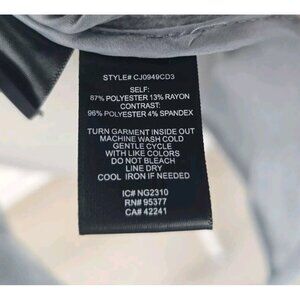 STYLE# CJ0949CD3
SELF:
87% POLYESTER 13% RAYON
CONTRAST:
96% POLYESTER 4% SPANDEX
TURN GARMENT INSIDE OUT
MACHINE WASH COLD
GENTLE CYCLE
WITH LIKE COLORS
DO NOT BLEACH
LINE DRY
COOL IRON IF NEEDED
IC# NG2310
RN# 95377
CA# 42241